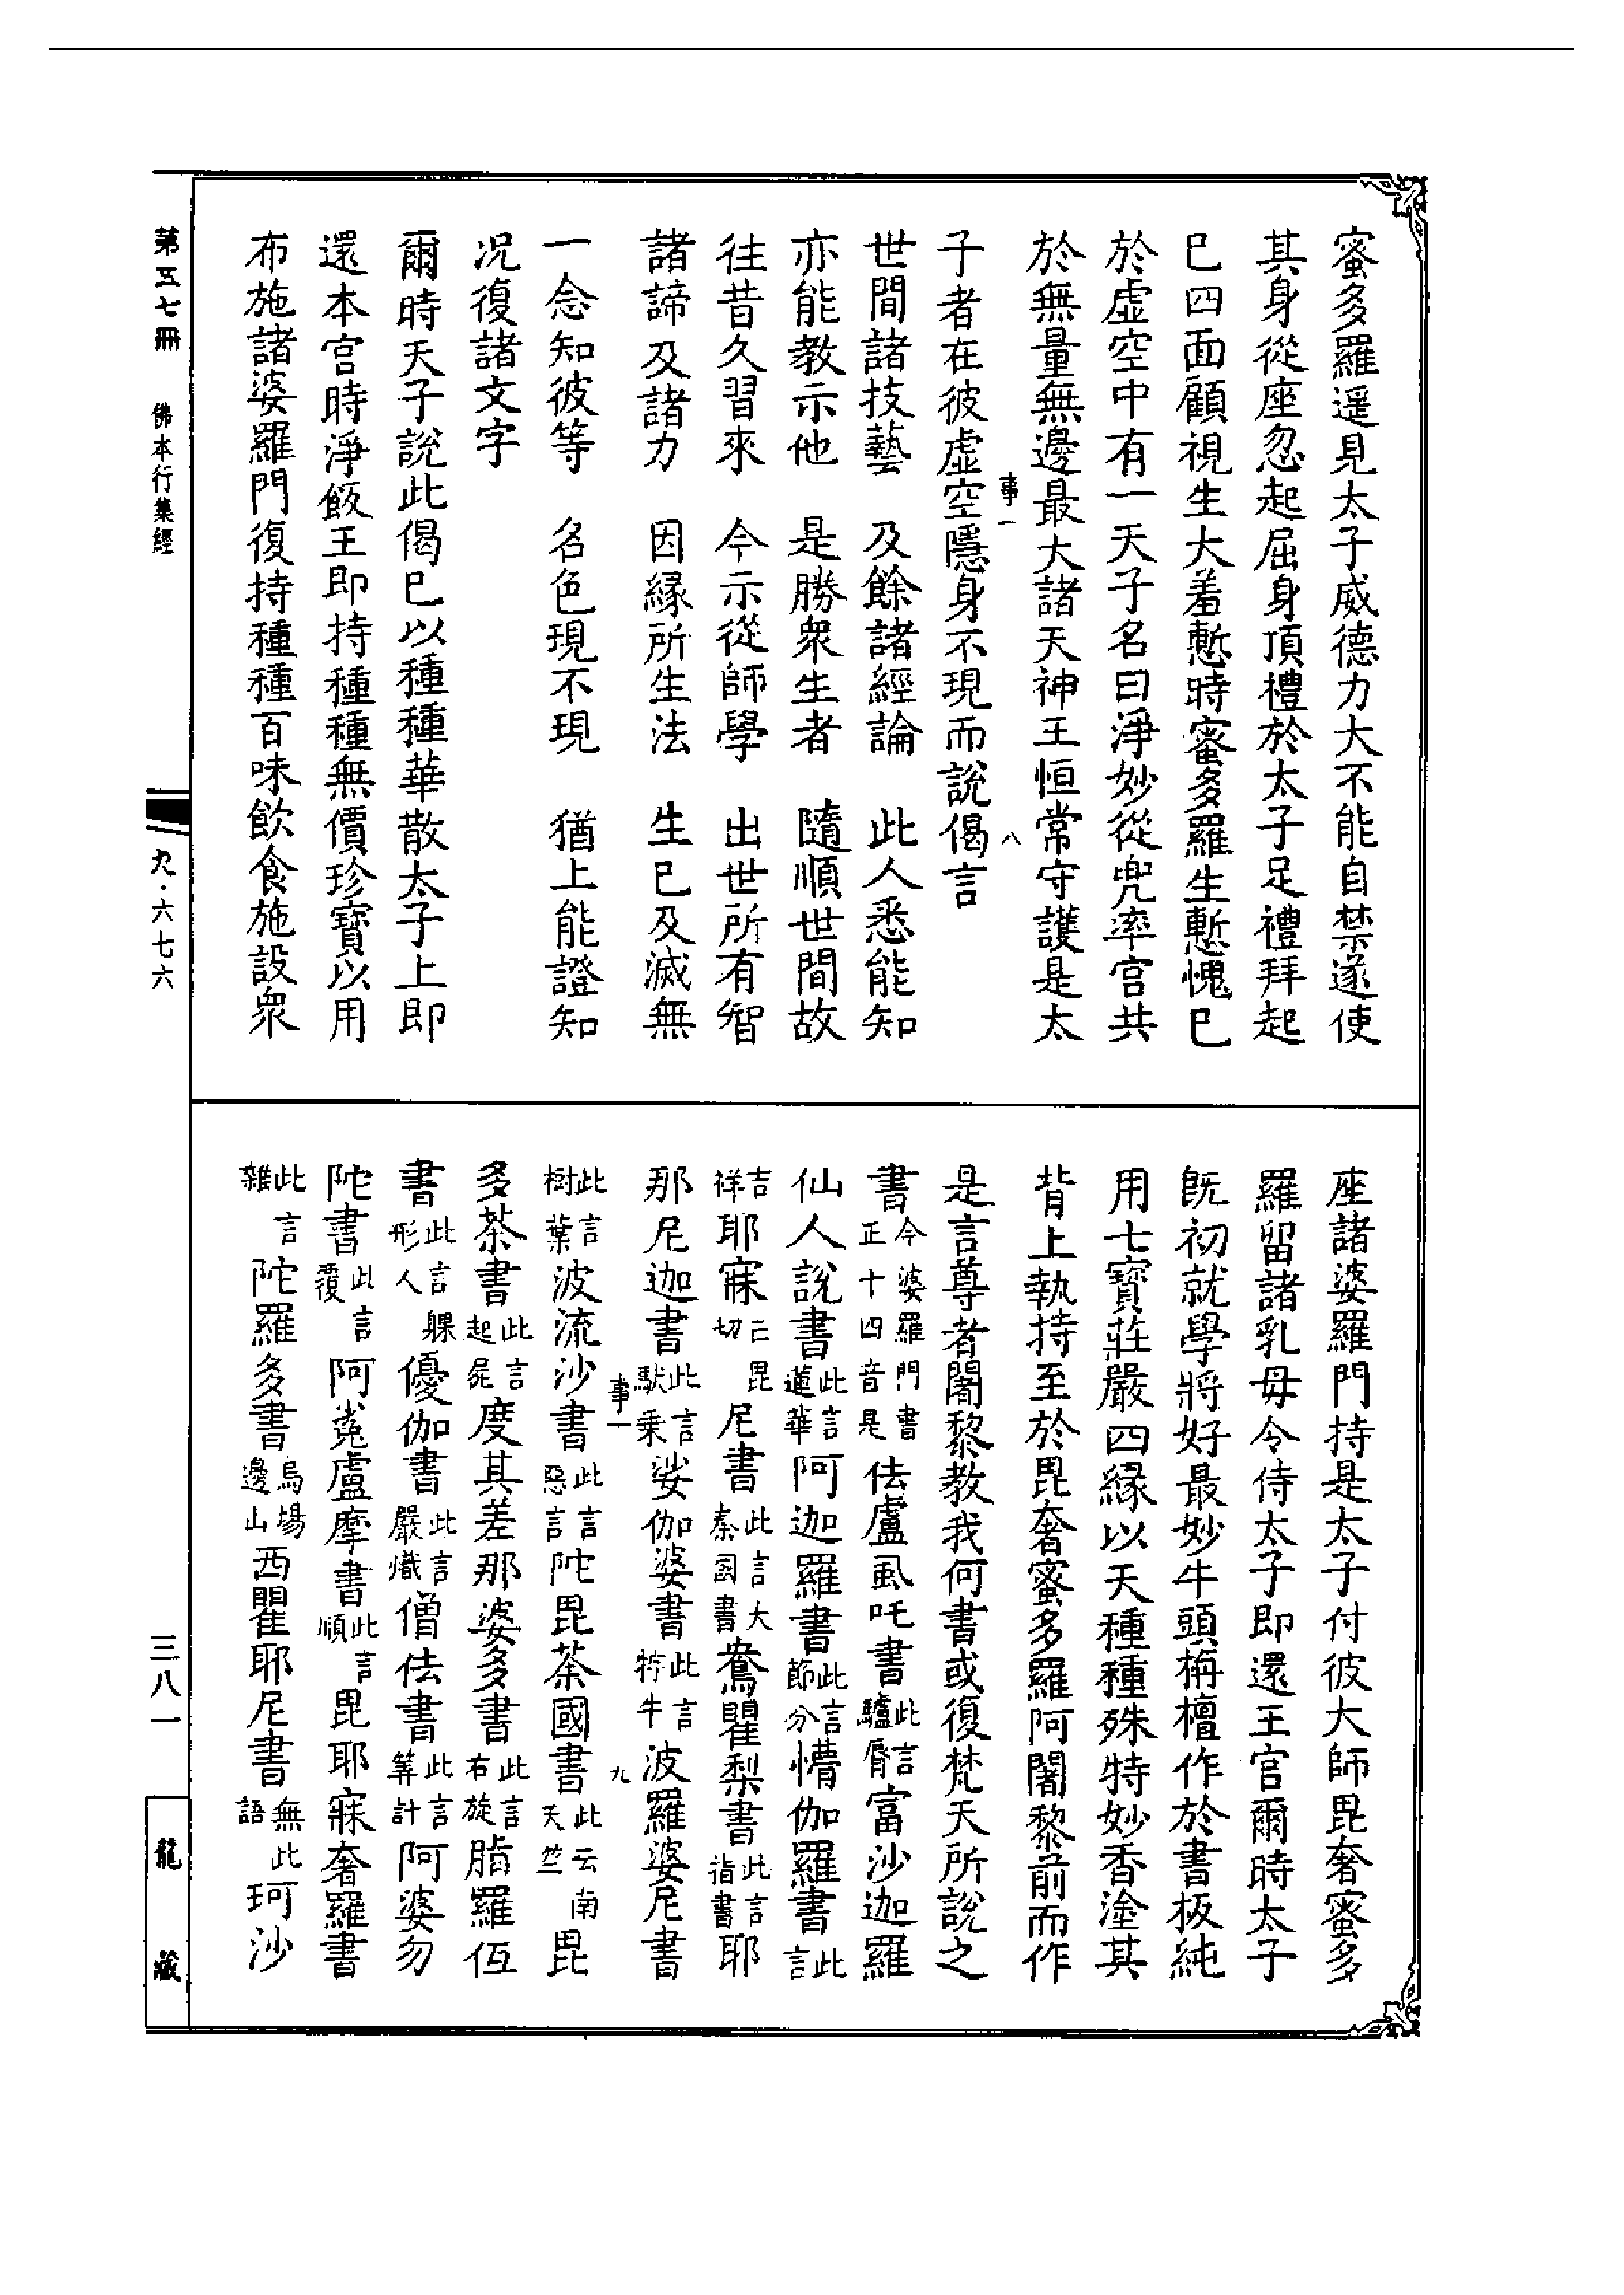 蜜多羅遥見太子威德力大不能自禁遂使
其身從座忽起屈身頂禮於太子足禮拜起
已四面顧視生大羞慙時蜜多羅生慙愧已
於虛空中有一天子名曰淨妙從兜率宫共
於無量無邊最大諸天神王恒常守護是太
事一 八
子者在彼虛空隱身不現而說偈言
世間諸技藝 及餘諸經論 此人悉能知
亦能教示他 是勝衆生者 隨順世間故
往昔久習來 今示從師學 出世所有智
諸諦及諸力 因緣所生法 生已及滅無
一念知彼等 名色現不現 猶上能證知
况復諸文字
爾時天子說此偈已以種種華散太子上即
還本宫時淨飯王即持種種無價珍寶以用
布施諸婆羅門復持種種百味飲食施設衆
座諸婆羅門持是太子付彼大師毘奢蜜多
羅留諸乳母令侍太子即還王宫爾時太子
既初就學將好最妙牛頭栴檀作於書板純
用七寶莊嚴四緣以天種種殊特妙香塗其
背上執持至於毘奢蜜多羅阿闍黎前而作
是言尊者闍黎教我何書或復梵天所說之
書今婆羅門書正十四音是佉盧虱吒書此言驢脣富沙迦羅
仙人說書此言蓮華阿迦羅書此言節分懵伽羅書此言
吉祥耶寐亡毘切尼書此言大秦國書鴦瞿梨書此言指書耶
那尼迦書此言馱乗娑伽婆書此言牸牛波羅婆尼書
事一 九
此言樹葉波流沙書此言惡言陀毘荼國書此云南天竺毘
多荼書此言起屍度其差那婆多書此言右旋脂羅伭
書此言躶形人優伽書此言嚴熾僧佉書此言筭計阿婆勿
陀書此言覆阿㝹盧摩書此言順毘耶寐奢羅書
此言雜陀羅多書烏場邊山西瞿耶尼書無此語珂沙
第五七冊 佛本行集經
九·六七六
三八一
龍藏